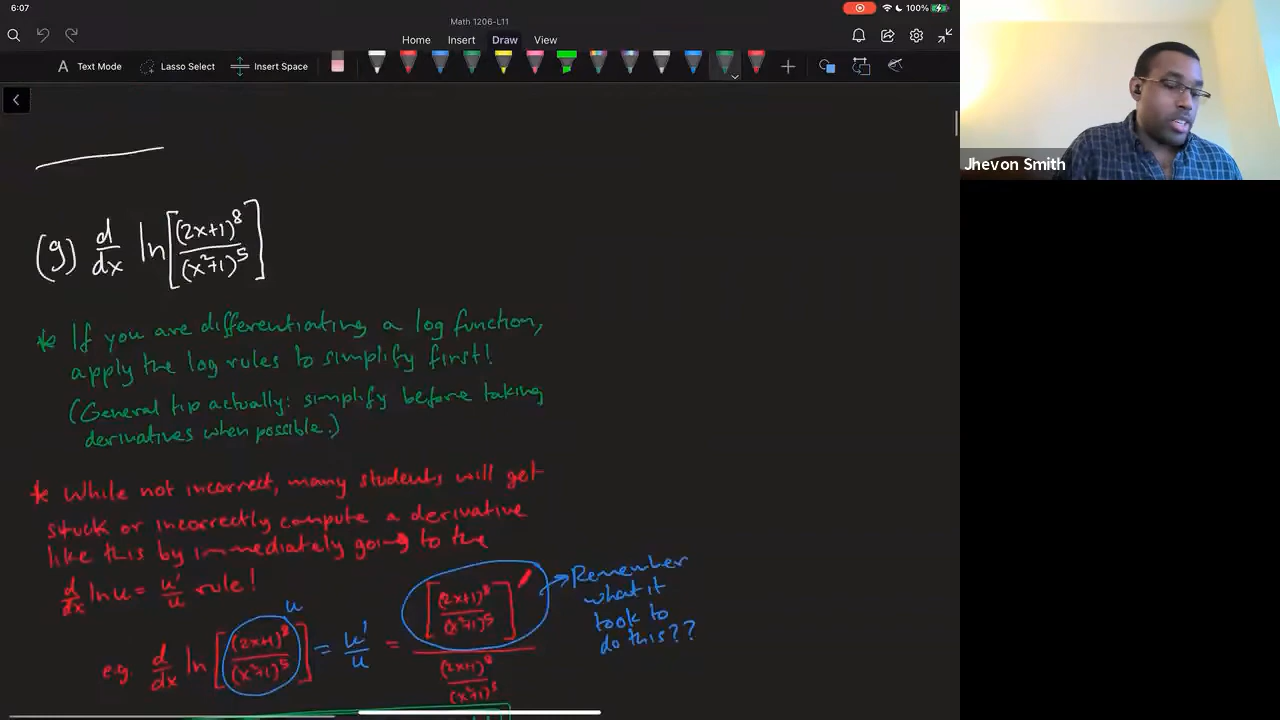 6:07
100%
Math 1206-L11
Home Insert Draw View
Text Mode Lasso Select Insert Space
Jhevon Smith
(g) d/dx ln[(2x+1)^8/(x²+1)^5]
* If you are differentiating a log function,
apply the log rules to simplify first!
(General tip actually: simplify before taking
derivatives when possible.)
* While not incorrect, many students will get
stuck or incorrectly compute a derivative
like this by immediately going to the
d/dx ln u = u'/u rule!
e.g. d/dx ln[(2x+1)^8/(x²+1)^5] = u'/u = [(2x+1)^8/(x²+1)^5]'/((2x+1)^8/(x²+1)^5)
u
Remember
what it
took to
do this??